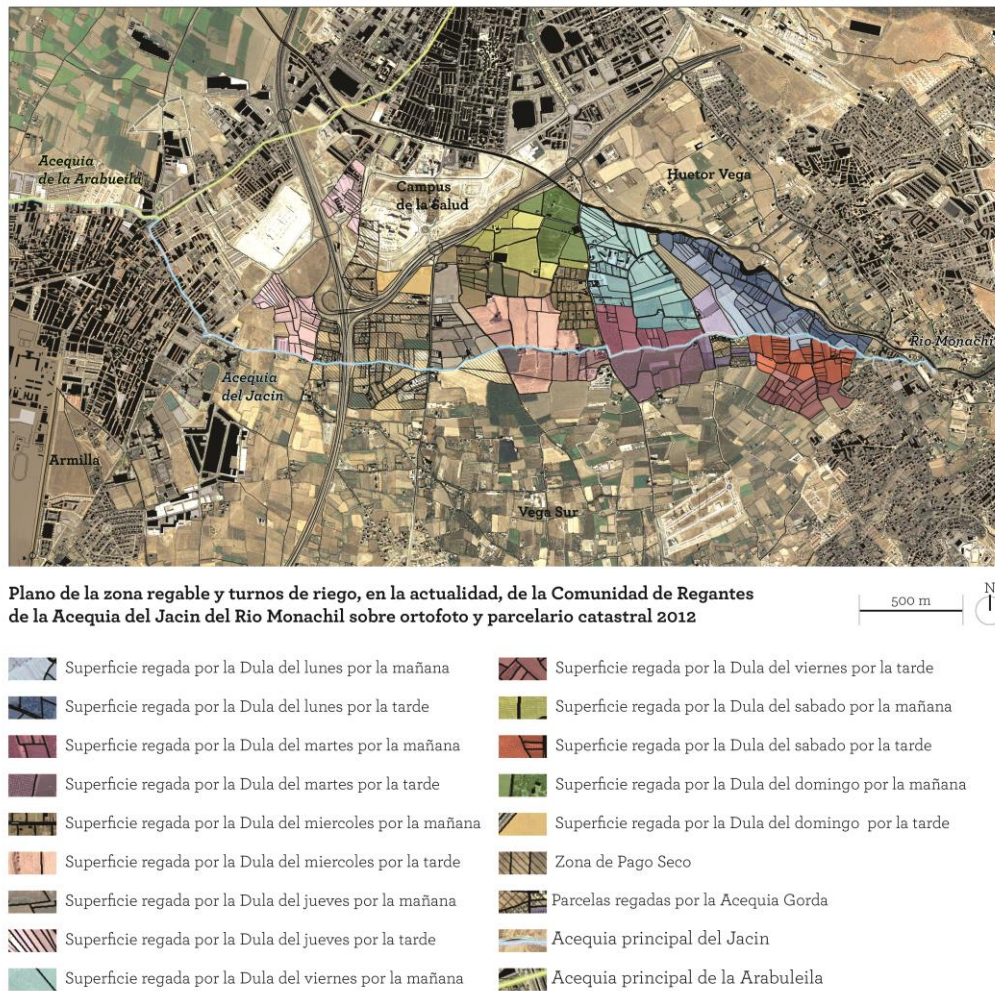 Acequia
de la Arabueila
Campus
de la Salud
Huetor Vega
Rio Monachil
Acequia
del Jacin
Armilla
Vega Sur
Plano de la zona regable y turnos de riego, en la actualidad, de la Comunidad de Regantes
de la Acequia del Jacin del Rio Monachil sobre ortofoto y parcelario catastral 2012
500 m
N
Superficie regada por la Dula del lunes por la mañana
Superficie regada por la Dula del lunes por la tarde
Superficie regada por la Dula del martes por la mañana
Superficie regada por la Dula del martes por la tarde
Superficie regada por la Dula del miercoles por la mañana
Superficie regada por la Dula del miercoles por la tarde
Superficie regada por la Dula del jueves por la mañana
Superficie regada por la Dula del jueves por la tarde
Superficie regada por la Dula del viernes por la mañana
Superficie regada por la Dula del viernes por la tarde
Superficie regada por la Dula del sabado por la mañana
Superficie regada por la Dula del sabado por la tarde
Superficie regada por la Dula del domingo por la mañana
Superficie regada por la Dula del domingo por la tarde
Zona de Pago Seco
Parcelas regadas por la Acequia Gorda
Acequia principal del Jacin
Acequia principal de la Arabuleila